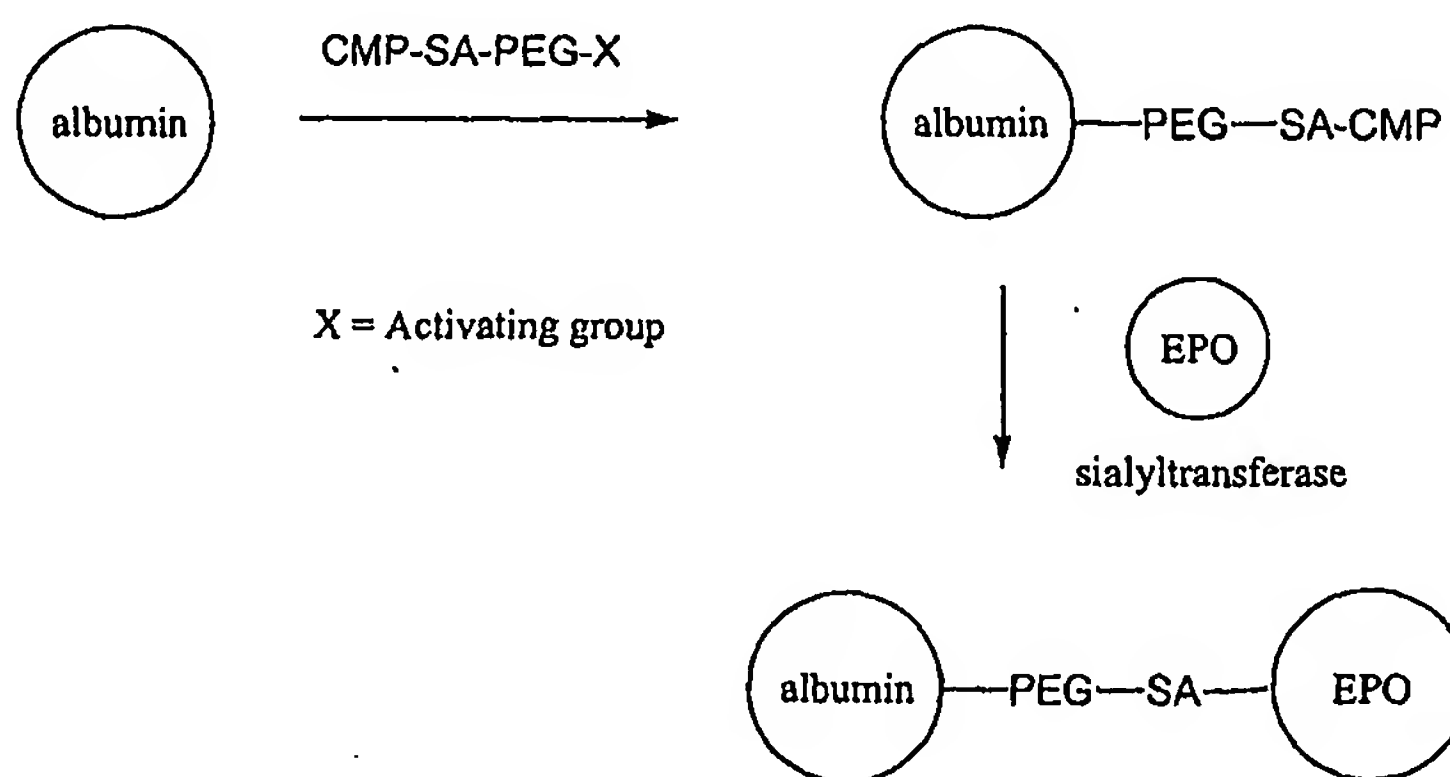 CMP-SA-PEG-X
albumin
albumin—PEG—SA-CMP
X = Activating group
EPO
sialyltransferase
albumin—PEG—SA—EPO